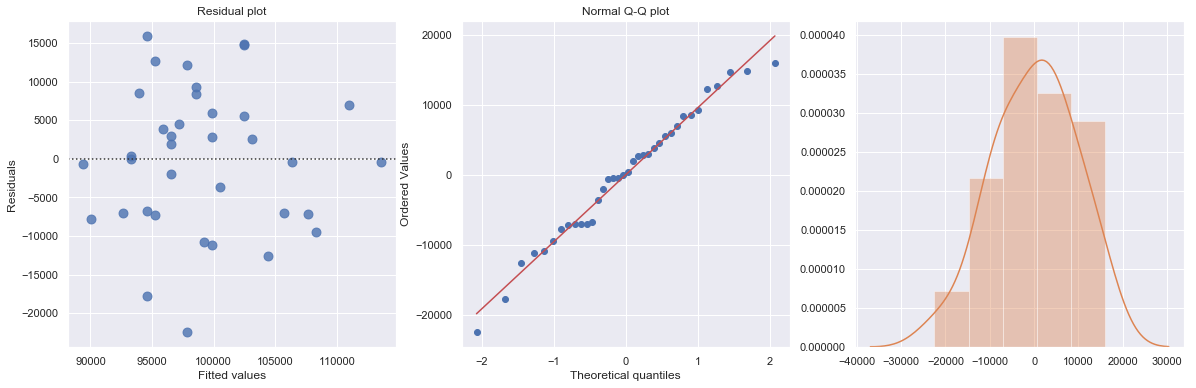 Residual plot
15000
10000
5000
0
−5000
−10000
−15000
−20000
Residuals
90000 95000 100000 105000 110000
Fitted values
Normal Q-Q plot
20000
10000
0
−10000
−20000
Ordered Values
−2 −1 0 1 2
Theoretical quantiles
0.000040
0.000035
0.000030
0.000025
0.000020
0.000015
0.000010
0.000005
0.000000
−40000 −30000 −20000 −10000 0 10000 20000 30000